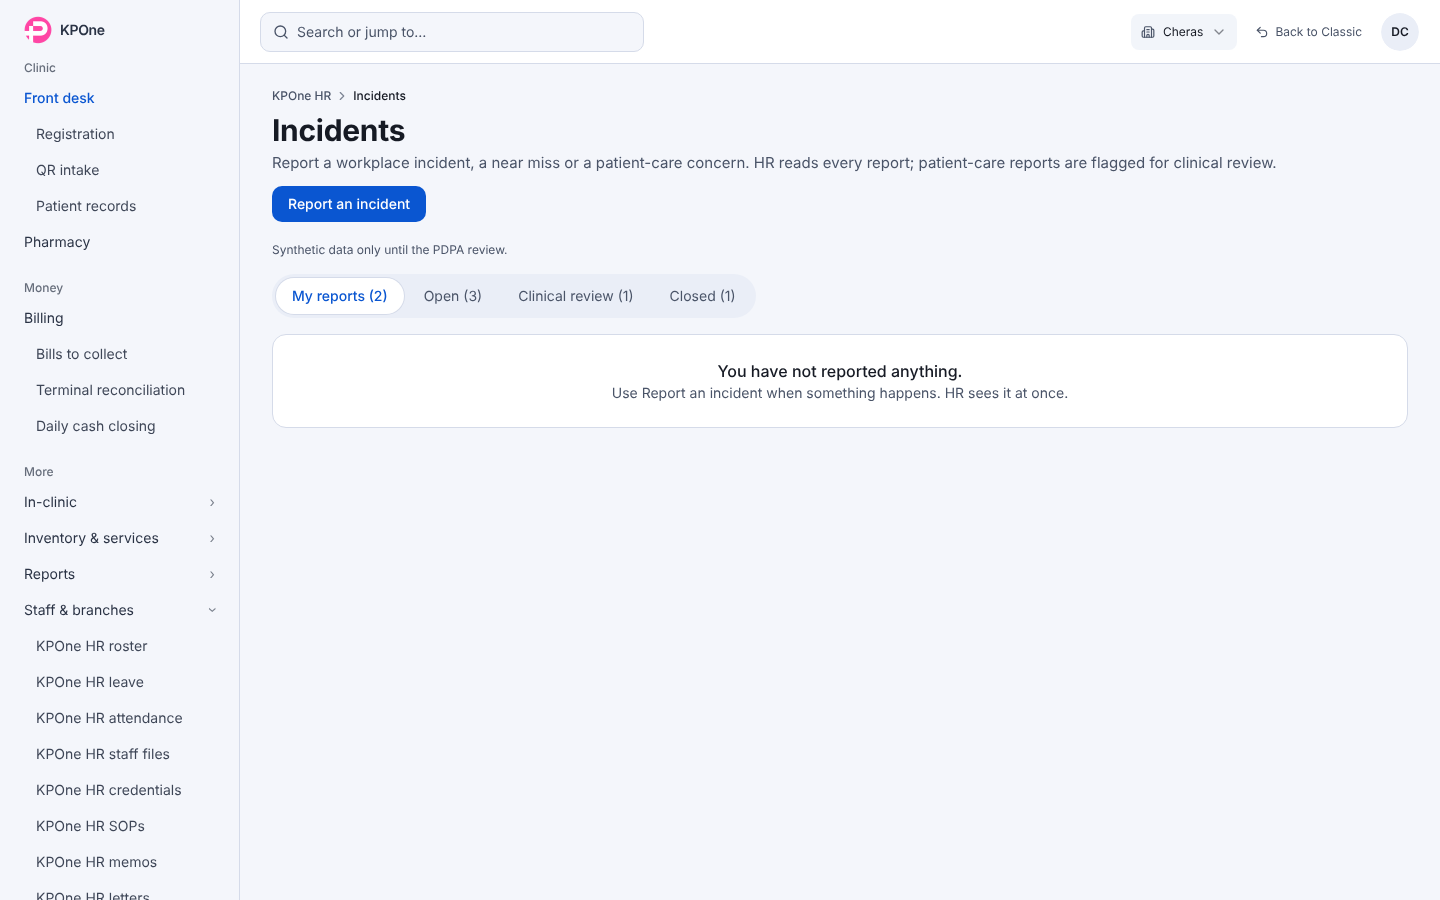 KPOne
Search or jump to...
Cheras
Back to Classic
DC
Clinic
Front desk
Registration
QR intake
Patient records
Pharmacy
Money
Billing
Bills to collect
Terminal reconciliation
Daily cash closing
More
In-clinic
Inventory & services
Reports
Staff & branches
KPOne HR roster
KPOne HR leave
KPOne HR attendance
KPOne HR staff files
KPOne HR credentials
KPOne HR SOPs
KPOne HR memos
KPOne HR letters
KPOne HR > Incidents
Incidents
Report a workplace incident, a near miss or a patient-care concern. HR reads every report; patient-care reports are flagged for clinical review.
Report an incident
Synthetic data only until the PDPA review.
My reports (2) Open (3) Clinical review (1) Closed (1)
You have not reported anything.
Use Report an incident when something happens. HR sees it at once.